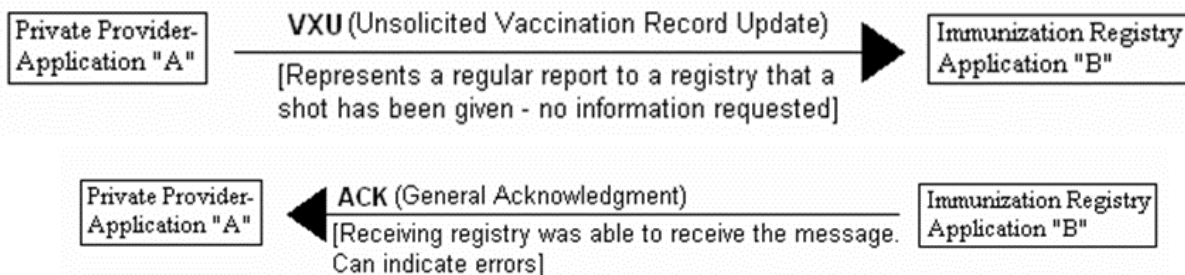 Private Provider-
Application "A"
VXU (Unsolicited Vaccination Record Update)
[Represents a regular report to a registry that a
shot has been given - no information requested]
Immunization Registry
Application "B"
Private Provider-
Application "A"
ACK (General Acknowledgment)
[Receiving registry was able to receive the message.
Can indicate errors]
Immunization Registry
Application "B"